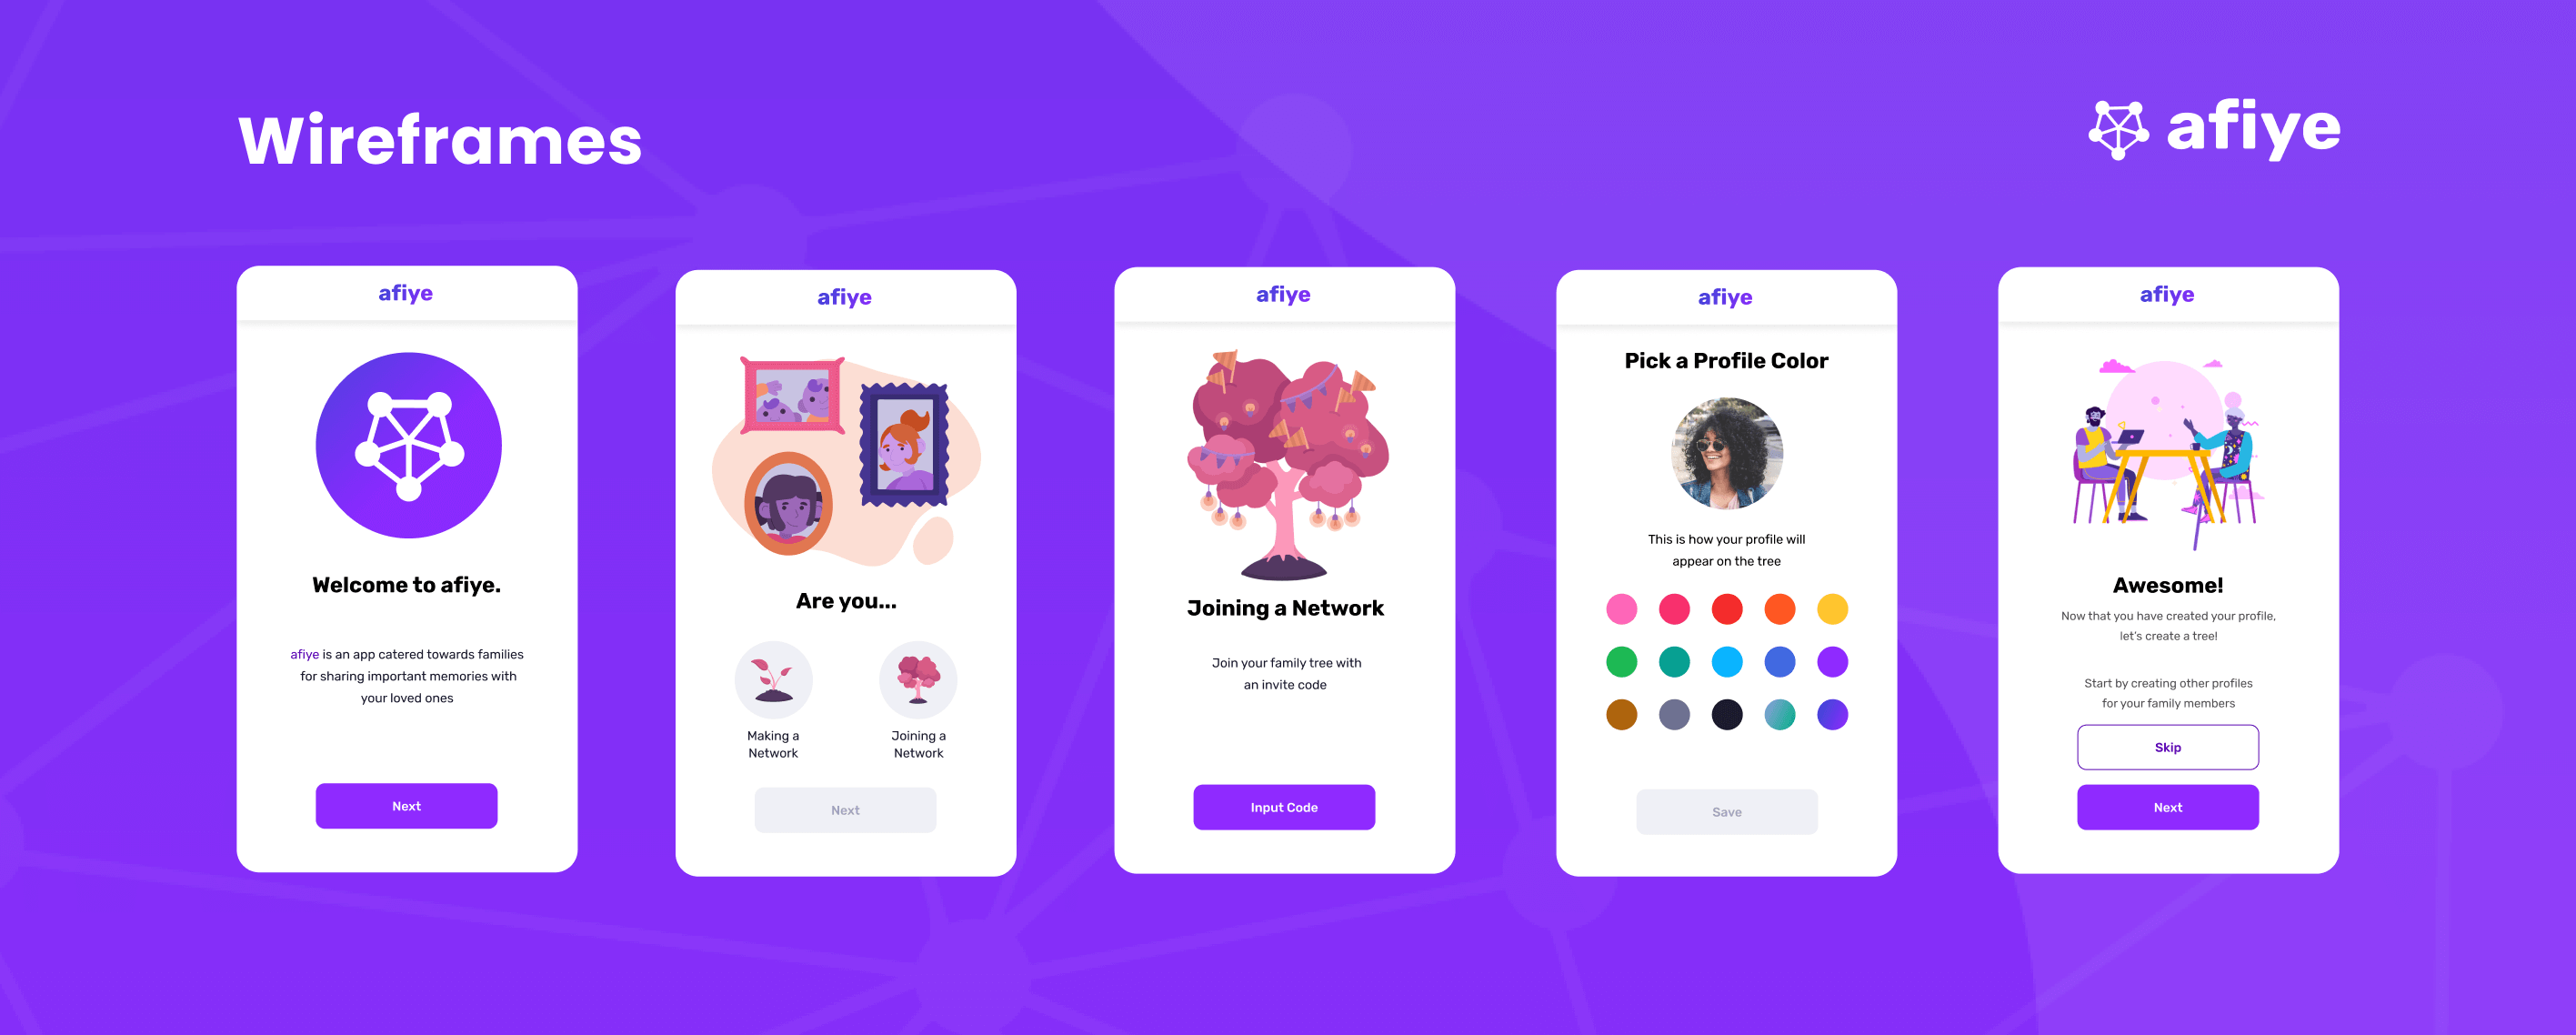 Wireframes
afiye
afiye
Welcome to afiye.
afiye is an app catered towards families
for sharing important memories with
your loved ones
Next
afiye
Are you...
Making a
Network
Joining a
Network
Next
afiye
Joining a Network
Join your family tree with
an invite code
Input Code
afiye
Pick a Profile Color
This is how your profile will
appear on the tree
Save
afiye
Awesome!
Now that you have created your profile,
let's create a tree!
Start by creating other profiles
for your family members
Skip
Next